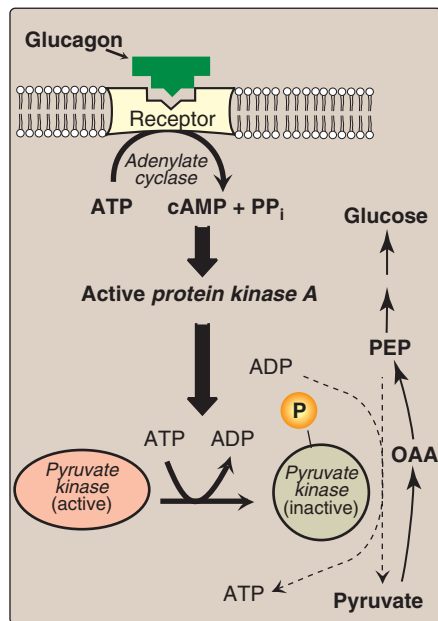 Glucagon
Receptor
Adenylate
cyclase
ATP cAMP + PPi
Glucose
Active protein kinase A
PEP
ADP
P
ATP ADP
OAA
Pyruvate
kinase
(active)
Pyruvate
kinase
(inactive)
ATP
Pyruvate